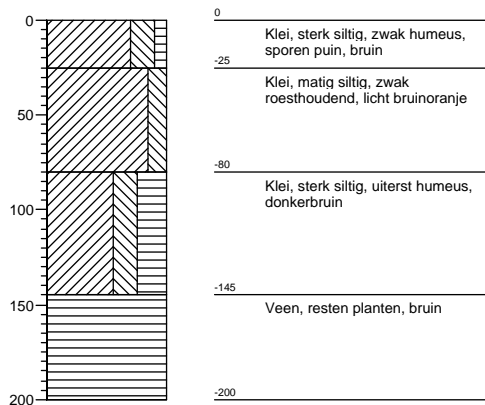 0
0
Klei, sterk siltig, zwak humeus,
sporen puin, bruin
-25
Klei, matig siltig, zwak
roesthoudend, licht bruinoranje
50
-80
Klei, sterk siltig, uiterst humeus,
donkerbruin
100
-145
150
Veen, resten planten, bruin
200
-200